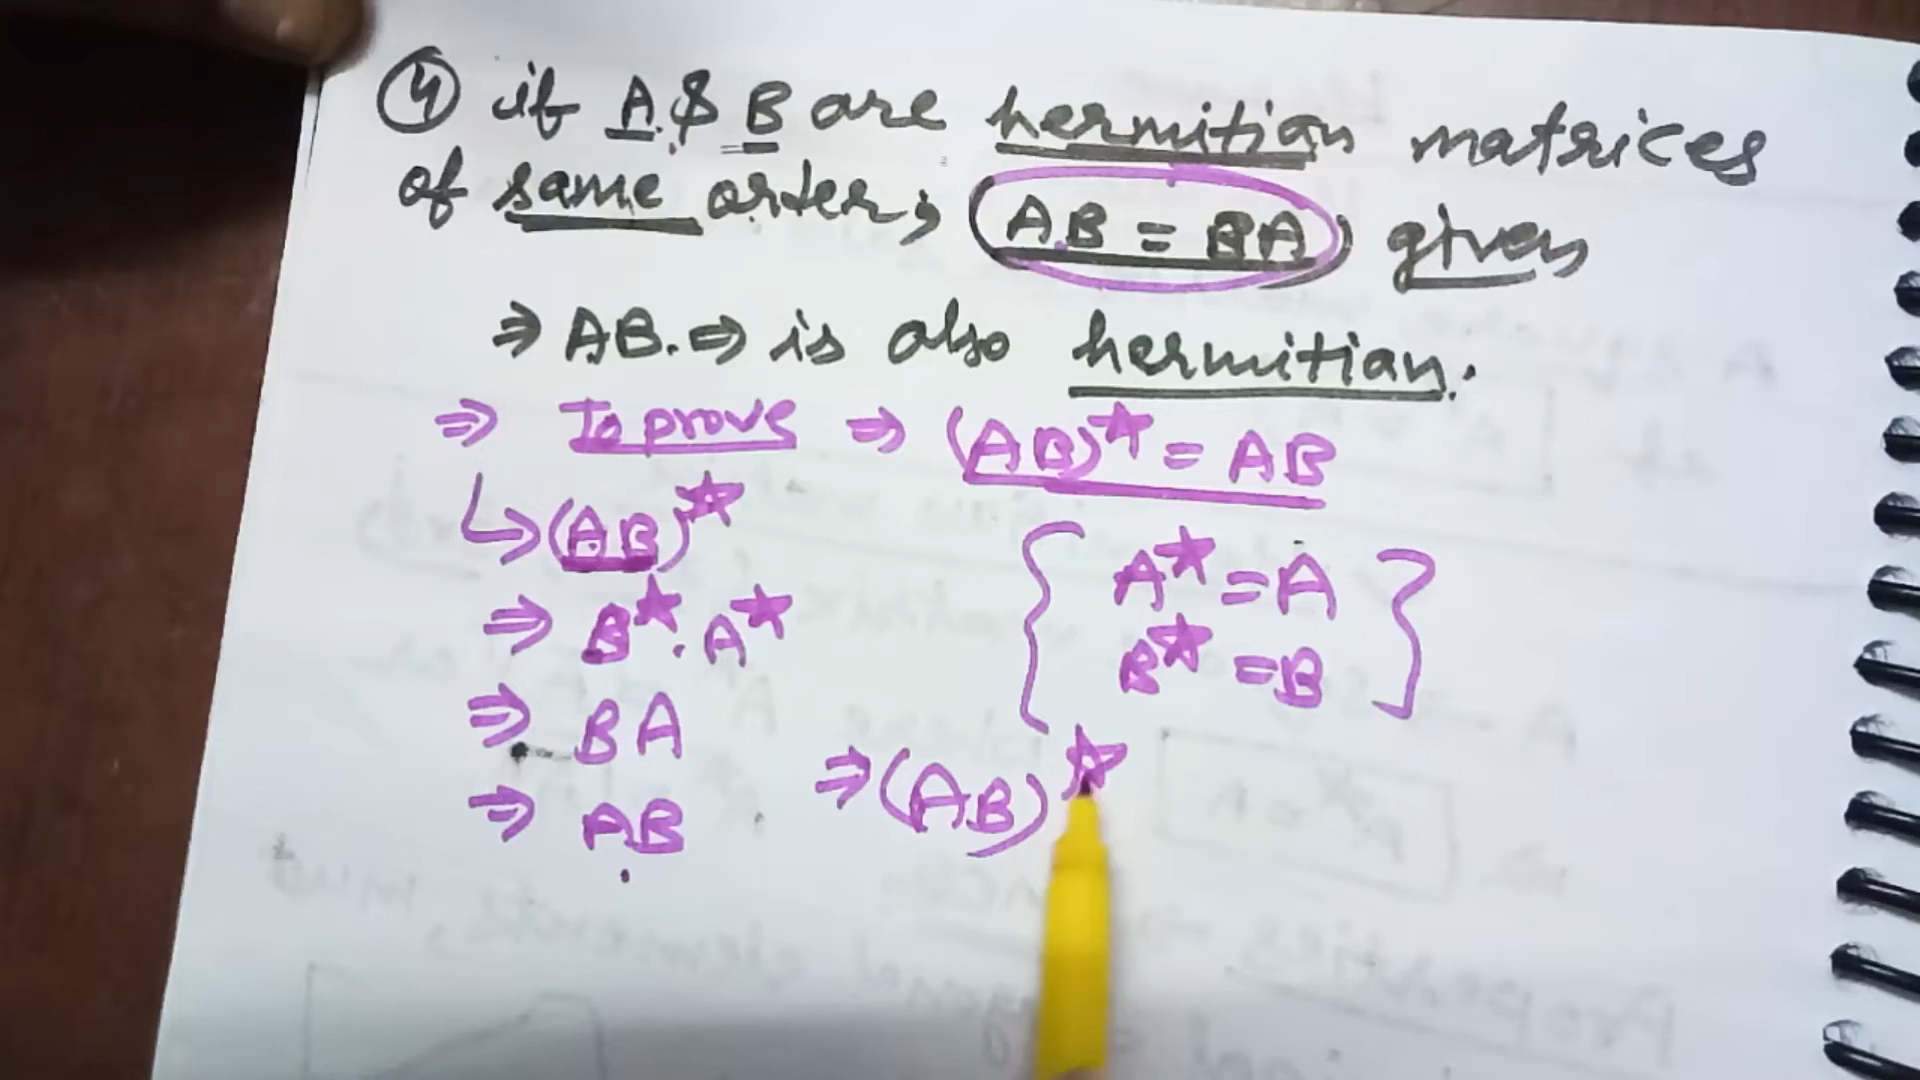 ④ if A & B are hermitian matrices
of same order, AB = BA given
⇒ AB. ⇒ is also hermitian.
⇒ To prove ⇒ (AB)* = AB
↳ (AB)*
⇒ B* . A*
{ A* = A
B* = B }
⇒ BA
⇒ AB
⇒ (AB)*